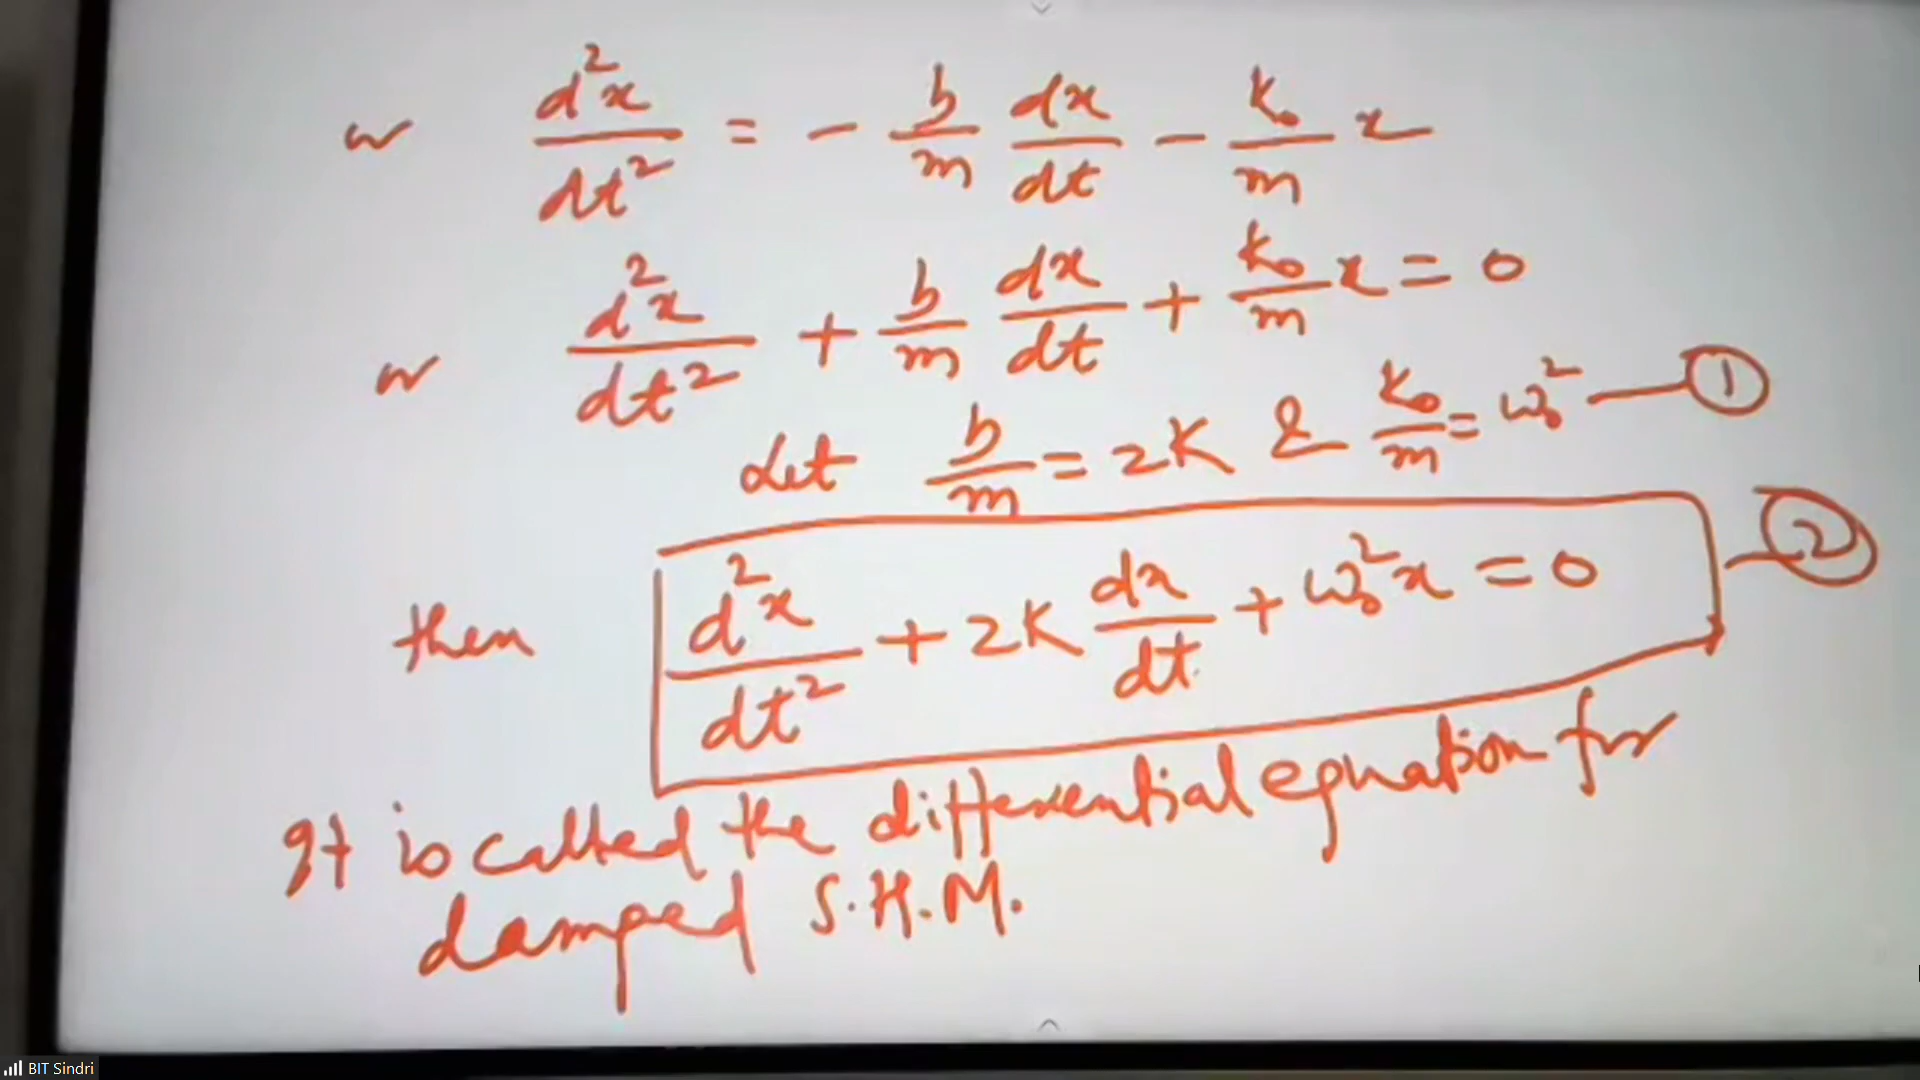 or d²x/dt² = - b/m dx/dt - k₀/m x
or d²x/dt² + b/m dx/dt + k₀/m x = 0
Let b/m = 2K & k₀/m = ω₀² — ①
then d²x/dt² + 2K dx/dt + ω₀² x = 0 — ②
It is called the differential equation for
damped S.H.M.
BIT Sindri